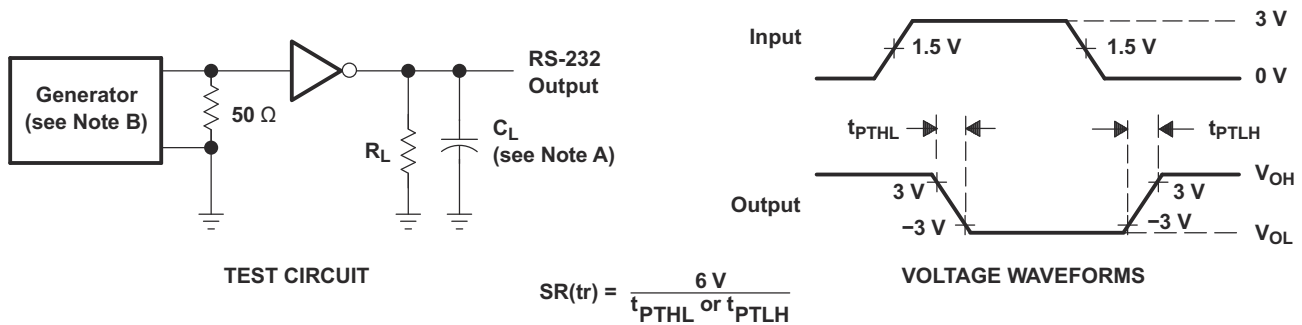 Generator
(see Note B)
50 Ω
RS-232
Output
R_L
C_L
(see Note A)
TEST CIRCUIT
Input
1.5 V
1.5 V
3 V
0 V
t_PTHL
t_PTLH
Output
3 V
−3 V
3 V
−3 V
V_OH
V_OL
VOLTAGE WAVEFORMS
SR(tr) = 6 V / t_PTHL or t_PTLH